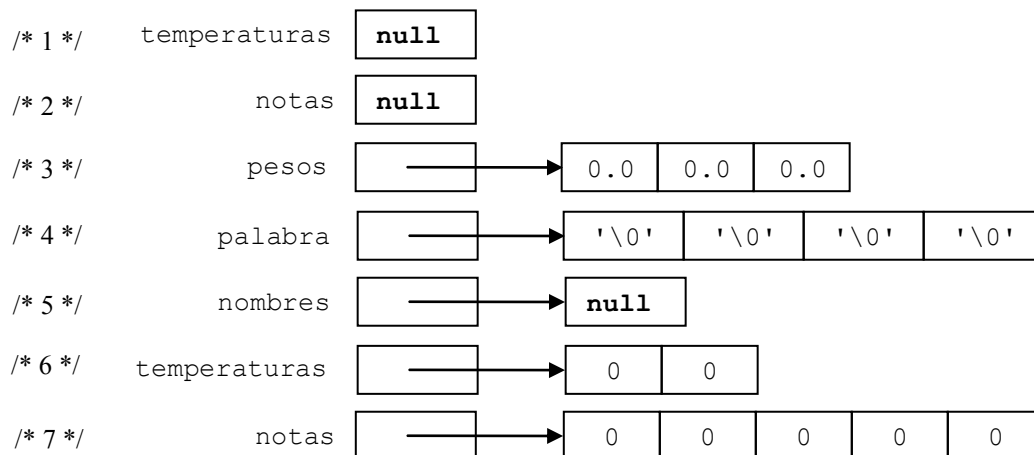 /* 1 */ temperaturas null
/* 2 */ notas null
/* 3 */ pesos 0.0 0.0 0.0
/* 4 */ palabra '\0' '\0' '\0' '\0'
/* 5 */ nombres null
/* 6 */ temperaturas 0 0
/* 7 */ notas 0 0 0 0 0